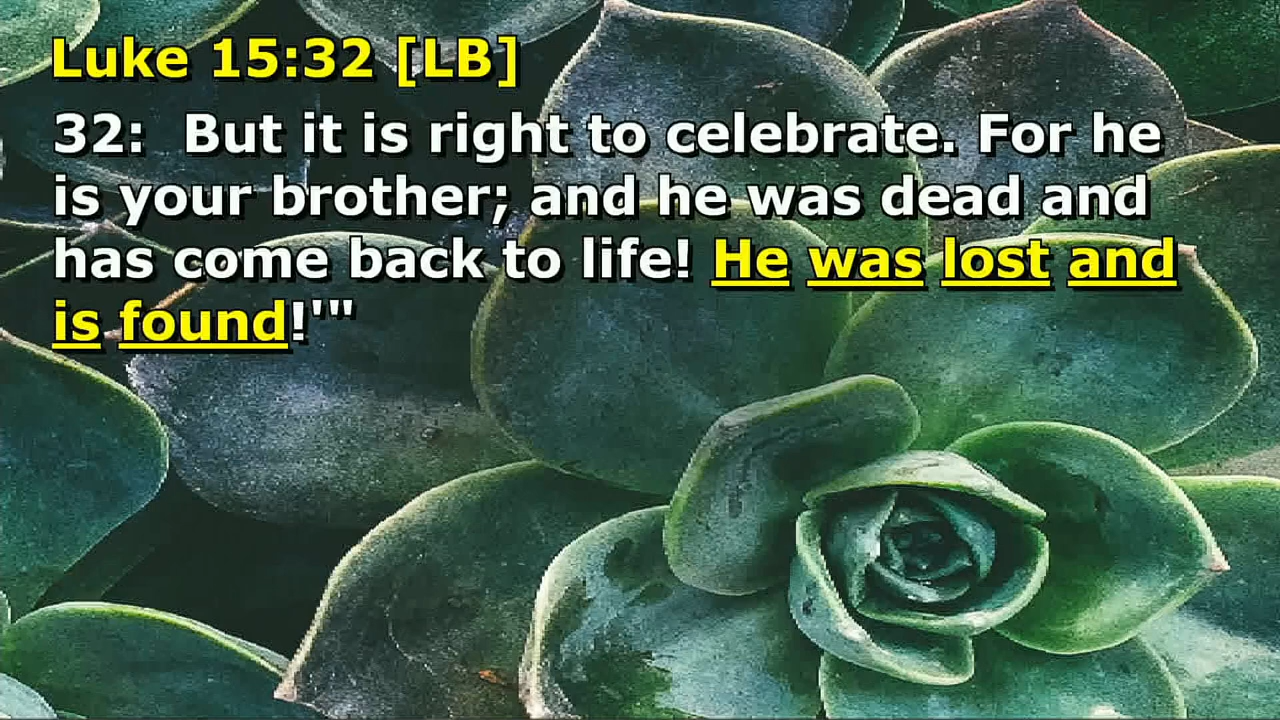 Luke 15:32 [LB]
32:  But it is right to celebrate. For he
is your brother; and he was dead and
has come back to life! He was lost and
is found!'"